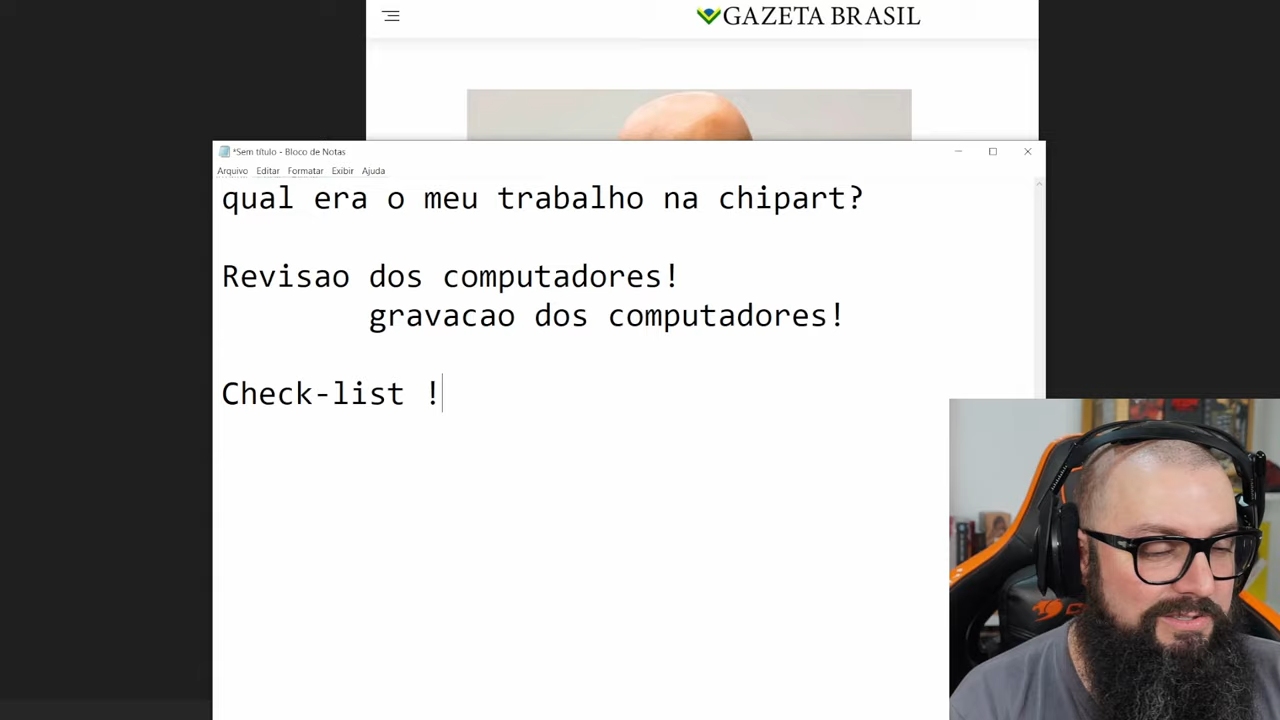 GAZETA BRASIL
*Sem título - Bloco de Notas
Arquivo Editar Formatar Exibir Ajuda
qual era o meu trabalho na chipart?
Revisao dos computadores!
gravacao dos computadores!
Check-list !